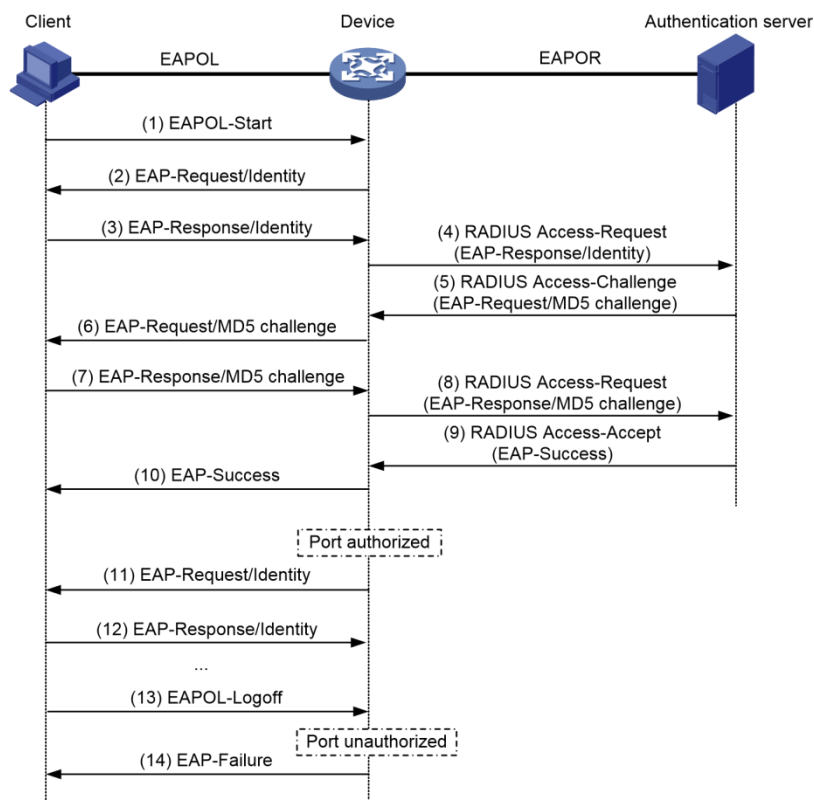 Client
Device
Authentication server
EAPOL
EAPOR
(1) EAPOL-Start
(2) EAP-Request/Identity
(3) EAP-Response/Identity
(4) RADIUS Access-Request
(EAP-Response/Identity)
(5) RADIUS Access-Challenge
(EAP-Request/MD5 challenge)
(6) EAP-Request/MD5 challenge
(7) EAP-Response/MD5 challenge
(8) RADIUS Access-Request
(EAP-Response/MD5 challenge)
(9) RADIUS Access-Accept
(EAP-Success)
(10) EAP-Success
Port authorized
(11) EAP-Request/Identity
(12) EAP-Response/Identity
...
(13) EAPOL-Logoff
Port unauthorized
(14) EAP-Failure